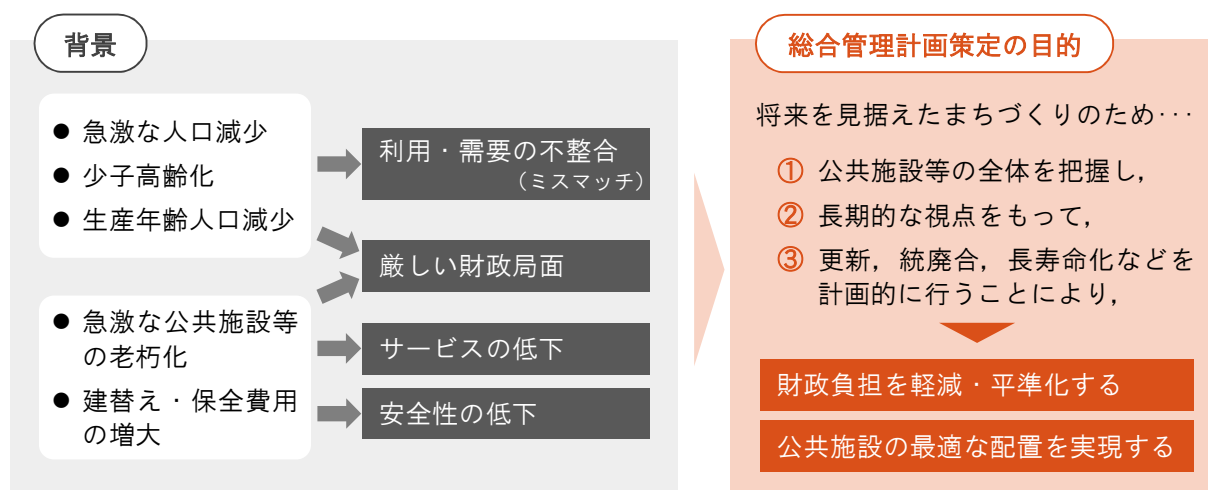 背景
● 急激な人口減少
● 少子高齢化
● 生産年齢人口減少
● 急激な公共施設等
の老朽化
● 建替え・保全費用
の増大
利用・需要の不整合
（ミスマッチ）
厳しい財政局面
サービスの低下
安全性の低下
総合管理計画策定の目的
将来を見据えたまちづくりのため･･･
① 公共施設等の全体を把握し，
② 長期的な視点をもって，
③ 更新，統廃合，長寿命化などを
計画的に行うことにより，
財政負担を軽減・平準化する
公共施設の最適な配置を実現する